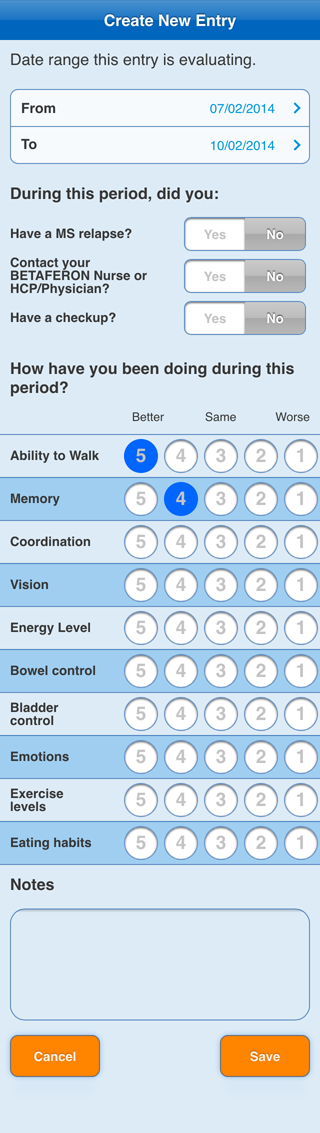 Create New Entry
Date range this entry is evaluating.
From 07/02/2014
To 10/02/2014
During this period, did you:
Have a MS relapse? Yes No
Contact your
BETAFERON Nurse or
HCP/Physician? Yes No
Have a checkup? Yes No
How have you been doing during this
period?
Better Same Worse
Ability to Walk 5 4 3 2 1
Memory 5 4 3 2 1
Coordination 5 4 3 2 1
Vision 5 4 3 2 1
Energy Level 5 4 3 2 1
Bowel control 5 4 3 2 1
Bladder
control 5 4 3 2 1
Emotions 5 4 3 2 1
Exercise
levels 5 4 3 2 1
Eating habits 5 4 3 2 1
Notes
Cancel Save